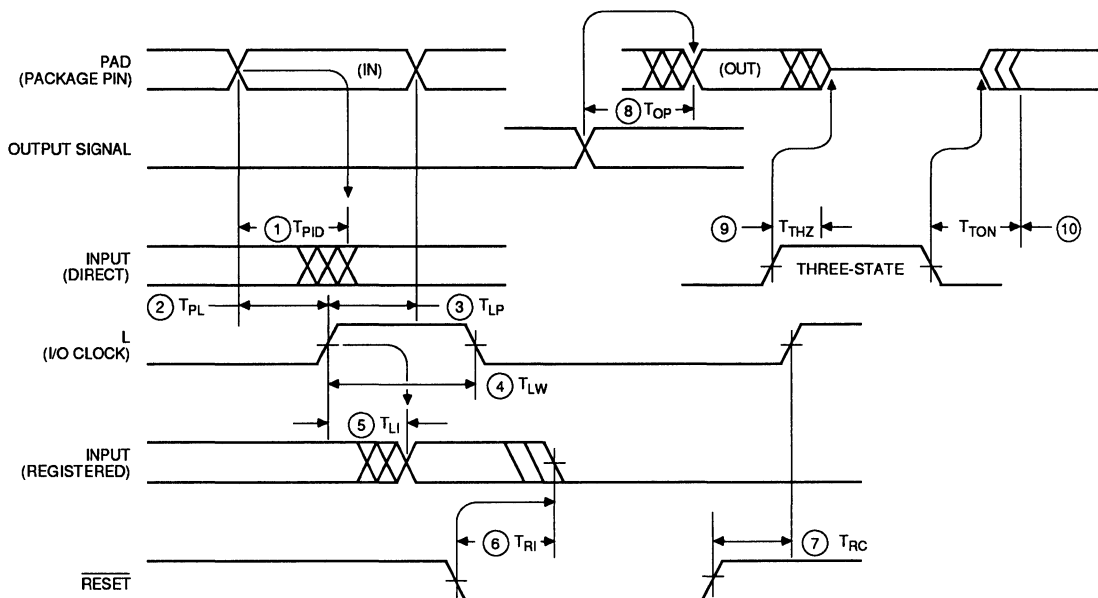 PAD
(PACKAGE PIN)
(IN)
(OUT)
⑧ TOP
OUTPUT SIGNAL
① TPID
⑨ TTHZ
TTON ⑩
INPUT
(DIRECT)
THREE-STATE
② TPL
③ TLP
L
(I/O CLOCK)
④ TLW
⑤ TLI
INPUT
(REGISTERED)
⑥ TRI
⑦ TRC
RESET